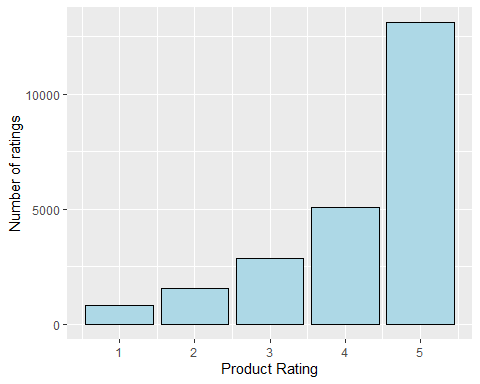 Number of ratings
10000
5000
0
1 2 3 4 5
Product Rating